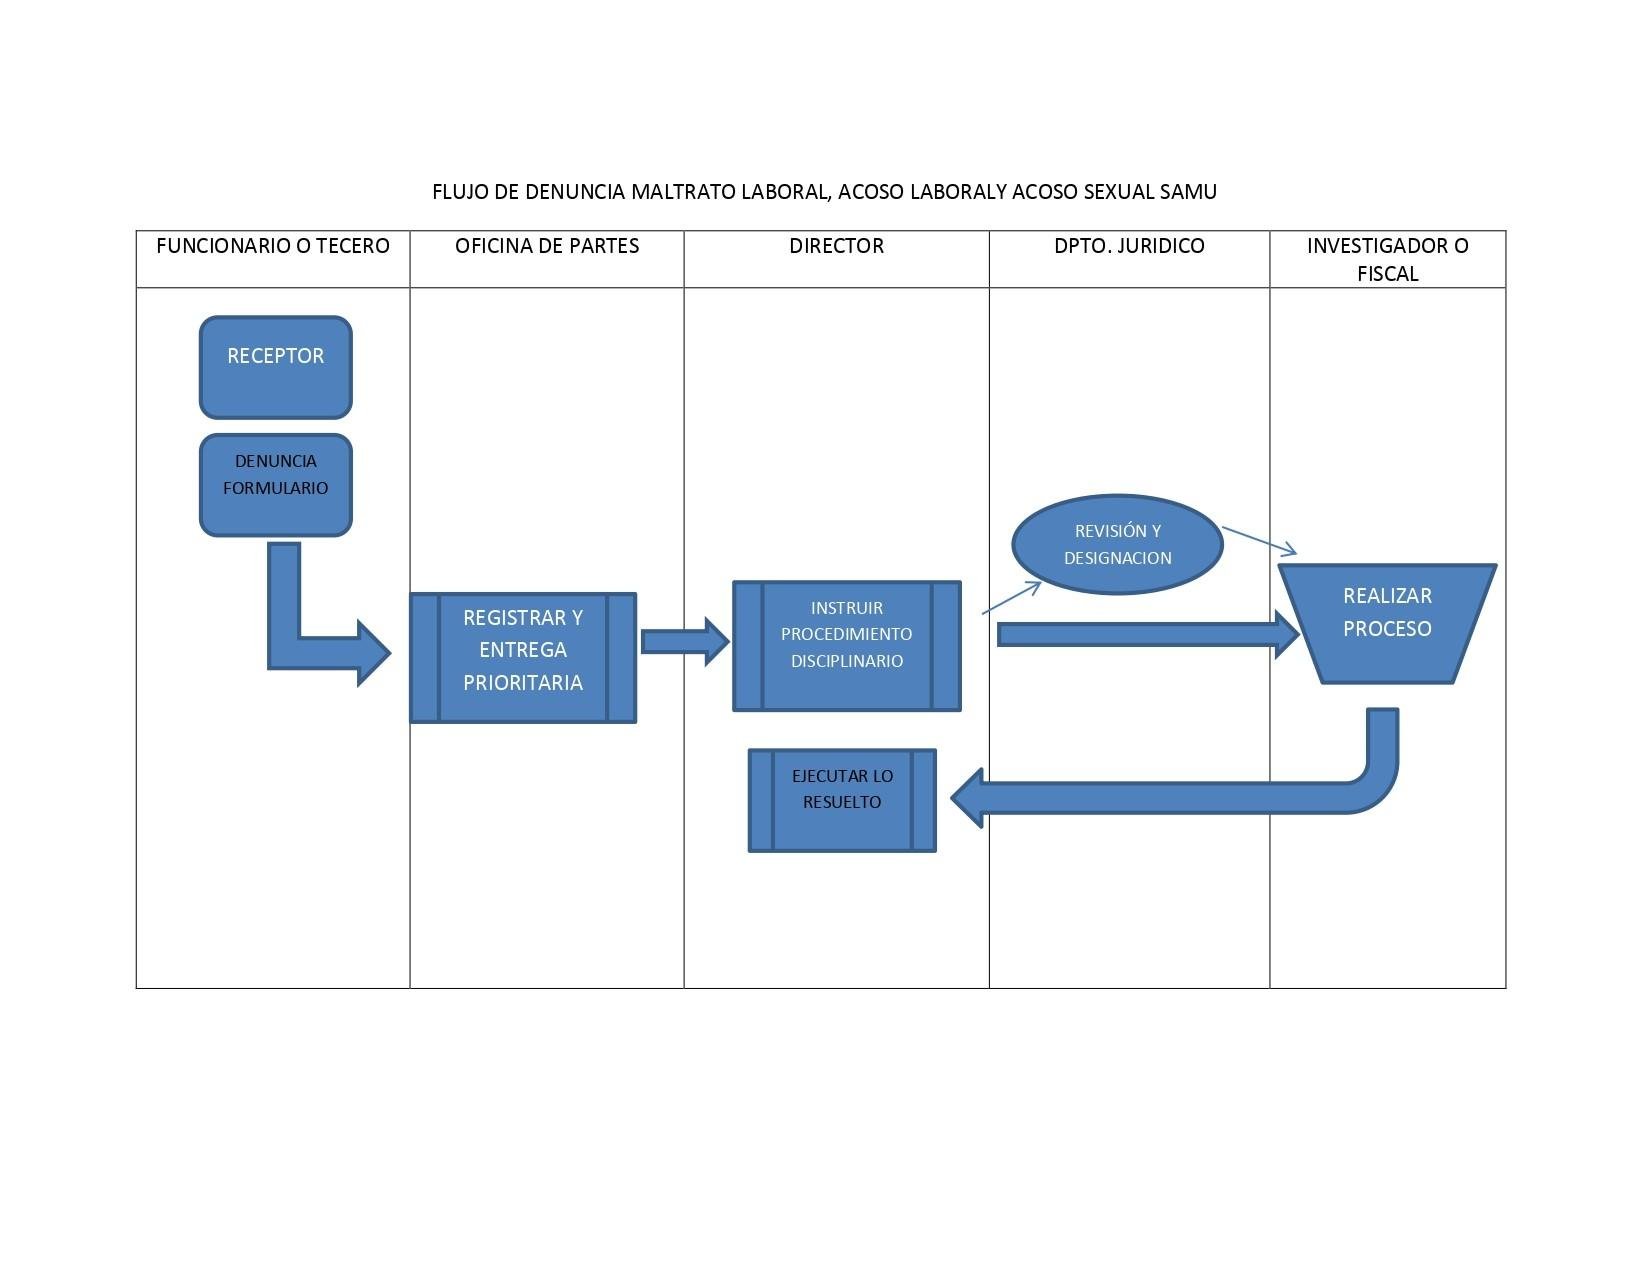 FLUJO DE DENUNCIA MALTRATO LABORAL, ACOSO LABORALY ACOSO SEXUAL SAMU
FUNCIONARIO O TECERO
OFICINA DE PARTES
DIRECTOR
DPTO. JURIDICO
INVESTIGADOR O
FISCAL
RECEPTOR
DENUNCIA
FORMULARIO
REGISTRAR Y
ENTREGA
PRIORITARIA
INSTRUIR
PROCEDIMIENTO
DISCIPLINARIO
REVISIÓN Y
DESIGNACION
REALIZAR
PROCESO
EJECUTAR LO
RESUELTO